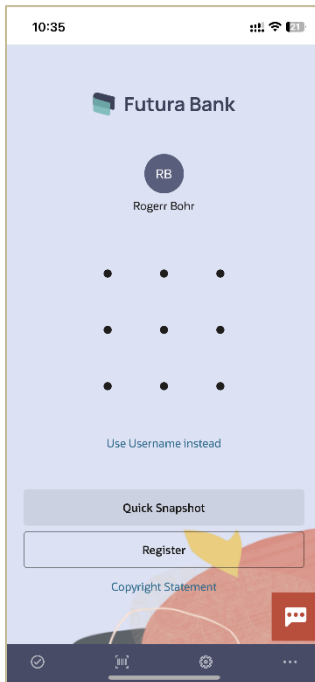 10:35
21
Futura Bank
RB
Rogerr Bohr
Use Username instead
Quick Snapshot
Register
Copyright Statement